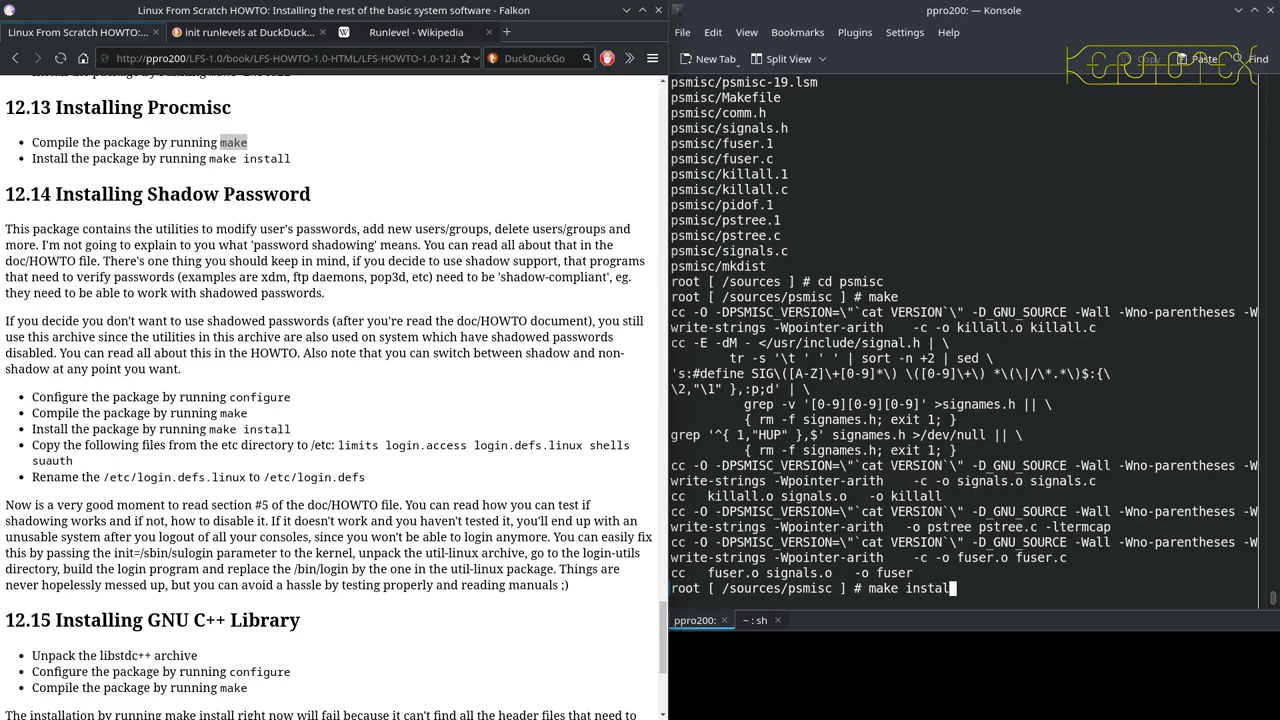 Linux From Scratch HOWTO: Installing the rest of the basic system software - Falkon
Linux From Scratch HOWTO:...
init runlevels at DuckDuck...
W Runlevel - Wikipedia
http://ppro200/LFS-1.0/book/LFS-HOWTO-1.0-HTML/LFS-HOWTO-1.0-12.h
DuckDuckGo
12.13 Installing Procmisc
• Compile the package by running make
• Install the package by running make install
12.14 Installing Shadow Password
This package contains the utilities to modify user's passwords, add new users/groups, delete users/groups and
more. I'm not going to explain to you what 'password shadowing' means. You can read all about that in the
doc/HOWTO file. There's one thing you should keep in mind, if you decide to use shadow support, that programs
that need to verify passwords (examples are xdm, ftp daemons, pop3d, etc) need to be 'shadow-compliant', eg.
they need to be able to work with shadowed passwords.
If you decide you don't want to use shadowed passwords (after you're read the doc/HOWTO document), you still
use this archive since the utilities in this archive are also used on system which have shadowed passwords
disabled. You can read all about this in the HOWTO. Also note that you can switch between shadow and non-
shadow at any point you want.
• Configure the package by running configure
• Compile the package by running make
• Install the package by running make install
• Copy the following files from the etc directory to /etc: limits login.access login.defs.linux shells
suauth
• Rename the /etc/login.defs.linux to /etc/login.defs
Now is a very good moment to read section #5 of the doc/HOWTO file. You can read how you can test if
shadowing works and if not, how to disable it. If it doesn't work and you haven't tested it, you'll end up with an
unusable system after you logout of all your consoles, since you won't be able to login anymore. You can easily fix
this by passing the init=/sbin/sulogin parameter to the kernel, unpack the util-linux archive, go to the login-utils
directory, build the login program and replace the /bin/login by the one in the util-linux package. Things are
never hopelessly messed up, but you can avoid a hassle by testing properly and reading manuals ;)
12.15 Installing GNU C++ Library
• Unpack the libstdc++ archive
• Configure the package by running configure
• Compile the package by running make
The installation by running make install right now will fail because it can't find all the header files that need to
ppro200: — Konsole
File Edit View Bookmarks Plugins Settings Help
New Tab Split View Copy Paste Find
psmisc/psmisc-19.lsm
psmisc/Makefile
psmisc/comm.h
psmisc/signals.h
psmisc/fuser.1
psmisc/fuser.c
psmisc/killall.1
psmisc/killall.c
psmisc/pidof.1
psmisc/pstree.1
psmisc/pstree.c
psmisc/signals.c
psmisc/mkdist
root [ /sources ] # cd psmisc
root [ /sources/psmisc ] # make
cc -O -DPSMISC_VERSION=\"`cat VERSION`\" -D_GNU_SOURCE -Wall -Wno-parentheses -W
write-strings -Wpointer-arith    -c -o killall.o killall.c
cc -E -dM - </usr/include/signal.h | \
tr -s '\t ' ' ' | sort -n +2 | sed \
's:#define SIG\([A-Z]\+[0-9]*\) \([0-9]\+\) *\(\|/\*.*\)$:{\
\2,"\1" },:p;d' | \
grep -v '[0-9][0-9][0-9]' >signames.h || \
{ rm -f signames.h; exit 1; }
grep '^{ 1,"HUP" },$' signames.h >/dev/null || \
{ rm -f signames.h; exit 1; }
cc -O -DPSMISC_VERSION=\"`cat VERSION`\" -D_GNU_SOURCE -Wall -Wno-parentheses -W
write-strings -Wpointer-arith    -c -o signals.o signals.c
cc   killall.o signals.o   -o killall
cc -O -DPSMISC_VERSION=\"`cat VERSION`\" -D_GNU_SOURCE -Wall -Wno-parentheses -W
write-strings -Wpointer-arith   -o pstree pstree.c -ltermcap
cc -O -DPSMISC_VERSION=\"`cat VERSION`\" -D_GNU_SOURCE -Wall -Wno-parentheses -W
write-strings -Wpointer-arith    -c -o fuser.o fuser.c
cc   fuser.o signals.o   -o fuser
root [ /sources/psmisc ] # make instal
ppro200:
~ : sh